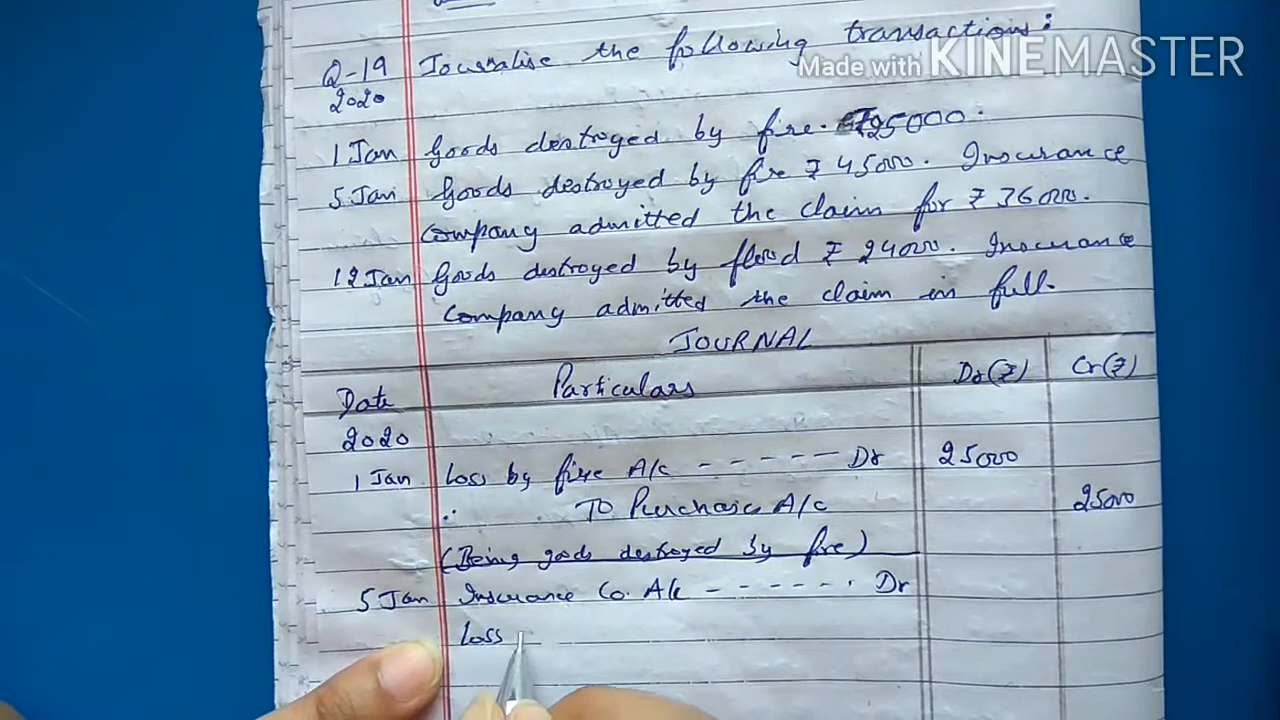 Q-19 Journalise the following transactions:
Made with KINEMASTER
2020
1 Jan Goods destroyed by fire. ₹25000.
5 Jan Goods destroyed by fire ₹ 45000. Insurance
Company admitted the claim for ₹ 36000.
12 Jan Goods destroyed by flood ₹ 24000. Insurance
Company admitted the claim in full.
JOURNAL
Date Particulars Dr(₹) Cr(₹)
2020
1 Jan Loss by fire A/c ------ Dr 25000
To Purchase A/c 25000
(Being goods destroyed by fire)
5 Jan Insurance Co. A/c ------- Dr
Loss